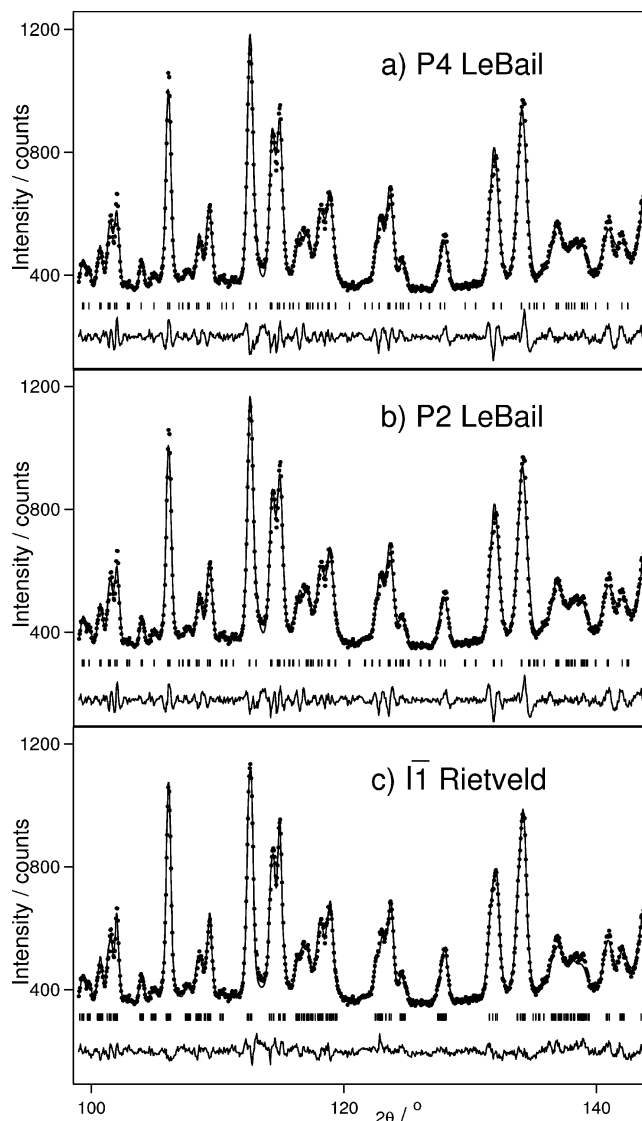 1200
a) P4 LeBail
800
Intensity / counts
400
1200
b) P2 LeBail
800
Intensity / counts
400
1200
c) I1̅ Rietveld
800
Intensity / counts
400
100 120 140
2θ / °